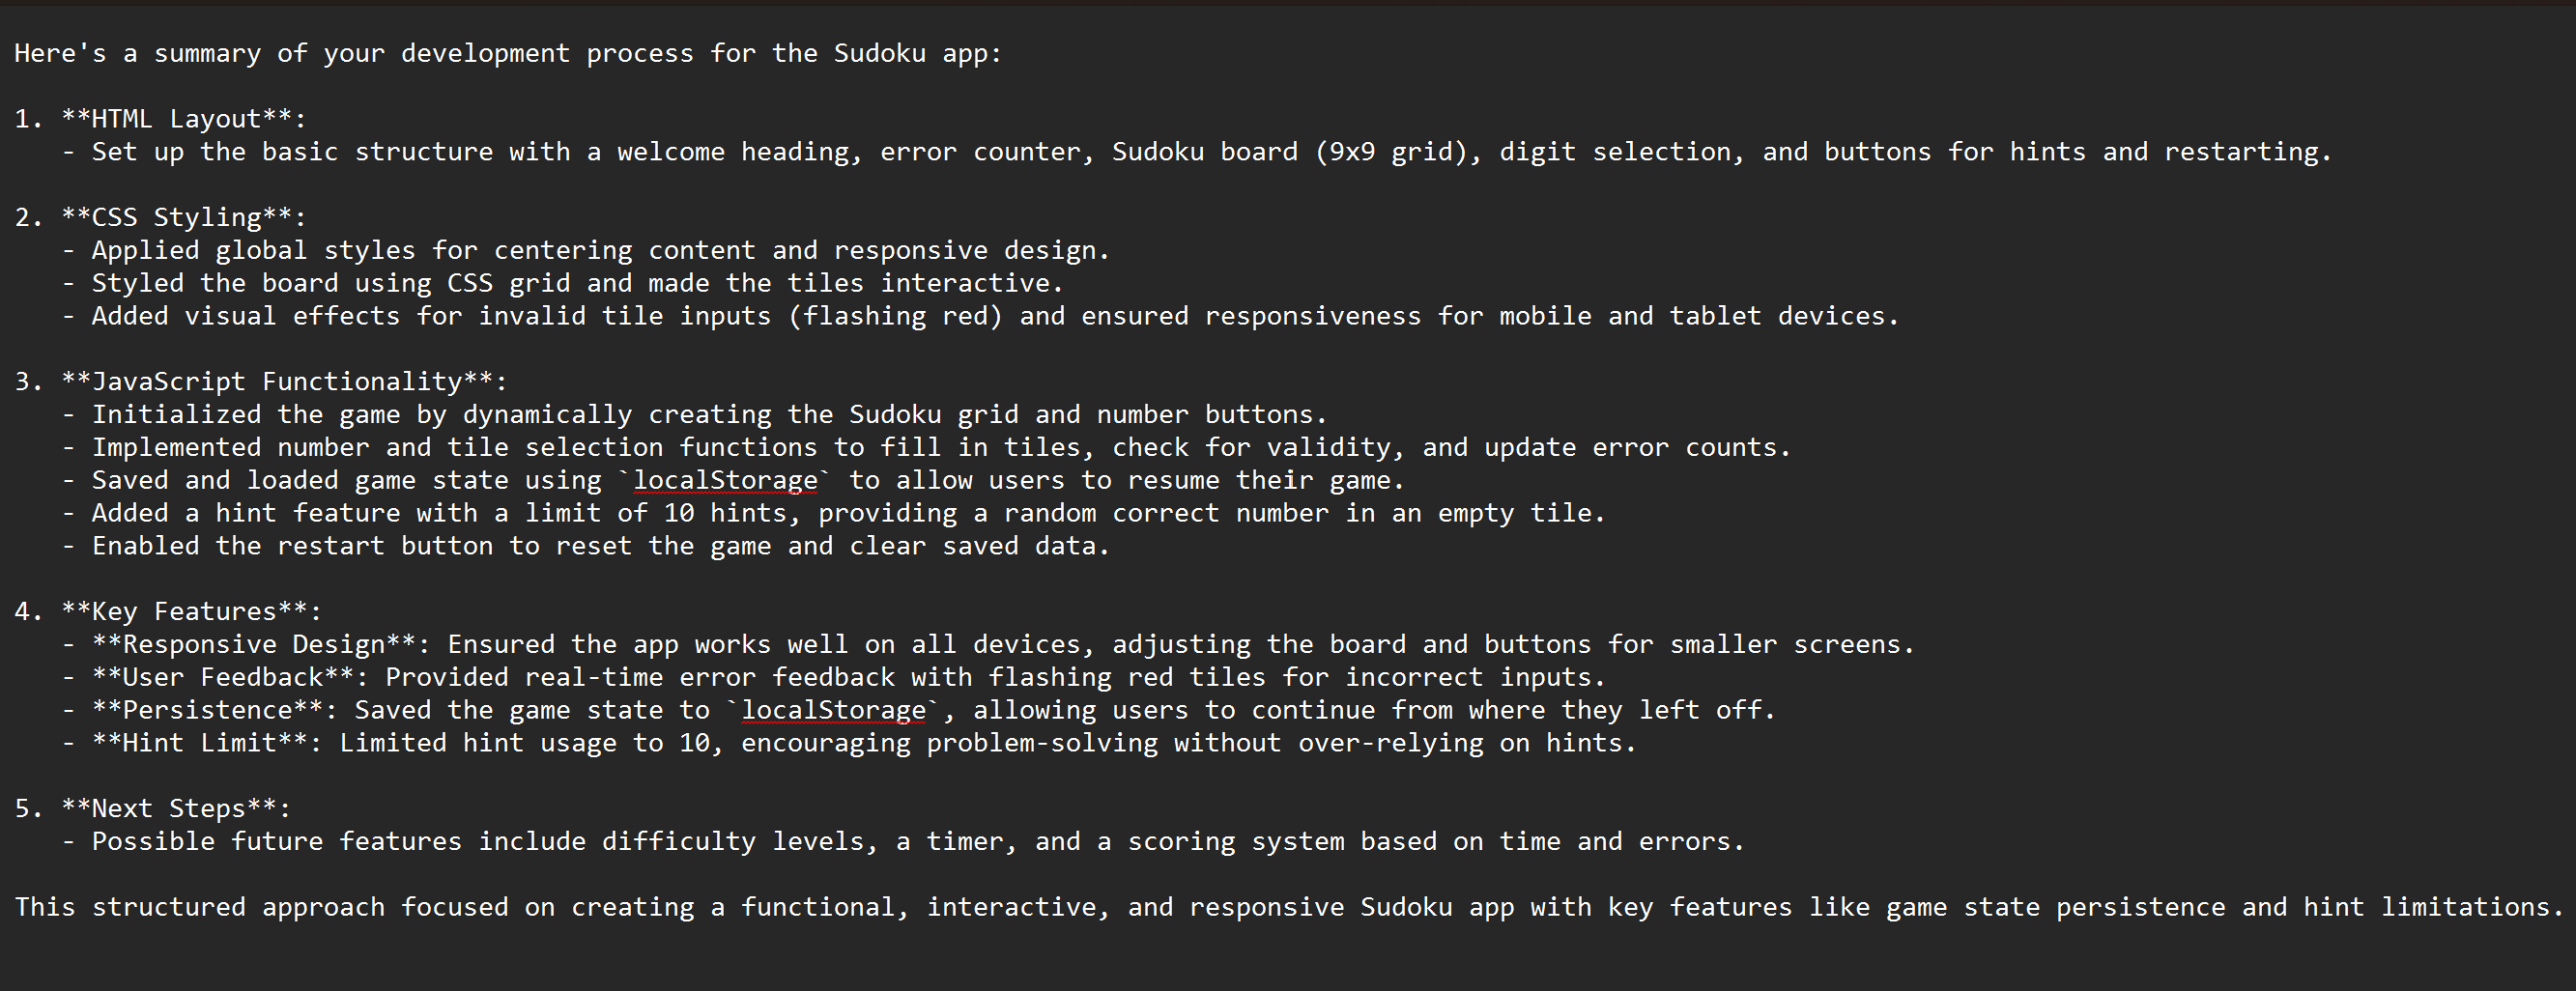 Here's a summary of your development process for the Sudoku app:
1. **HTML Layout**:
- Set up the basic structure with a welcome heading, error counter, Sudoku board (9x9 grid), digit selection, and buttons for hints and restarting.
2. **CSS Styling**:
- Applied global styles for centering content and responsive design.
- Styled the board using CSS grid and made the tiles interactive.
- Added visual effects for invalid tile inputs (flashing red) and ensured responsiveness for mobile and tablet devices.
3. **JavaScript Functionality**:
- Initialized the game by dynamically creating the Sudoku grid and number buttons.
- Implemented number and tile selection functions to fill in tiles, check for validity, and update error counts.
- Saved and loaded game state using `localStorage` to allow users to resume their game.
- Added a hint feature with a limit of 10 hints, providing a random correct number in an empty tile.
- Enabled the restart button to reset the game and clear saved data.
4. **Key Features**:
- **Responsive Design**: Ensured the app works well on all devices, adjusting the board and buttons for smaller screens.
- **User Feedback**: Provided real-time error feedback with flashing red tiles for incorrect inputs.
- **Persistence**: Saved the game state to `localStorage`, allowing users to continue from where they left off.
- **Hint Limit**: Limited hint usage to 10, encouraging problem-solving without over-relying on hints.
5. **Next Steps**:
- Possible future features include difficulty levels, a timer, and a scoring system based on time and errors.
This structured approach focused on creating a functional, interactive, and responsive Sudoku app with key features like game state persistence and hint limitations.